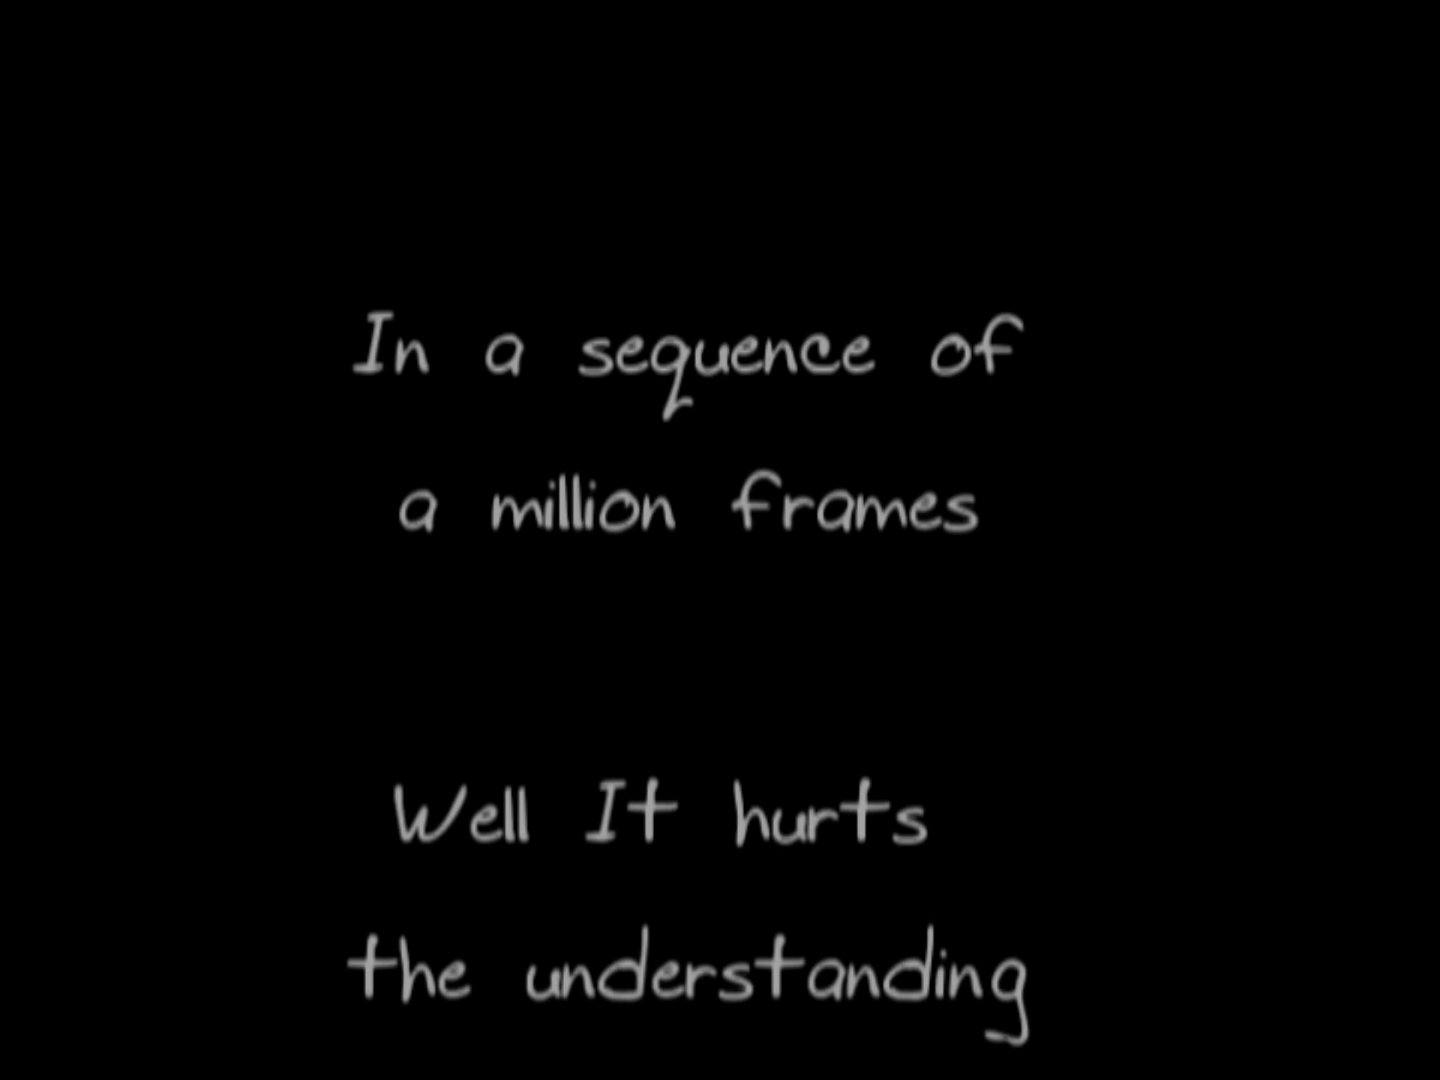 In a sequence of
a million frames
Well It hurts
the understanding